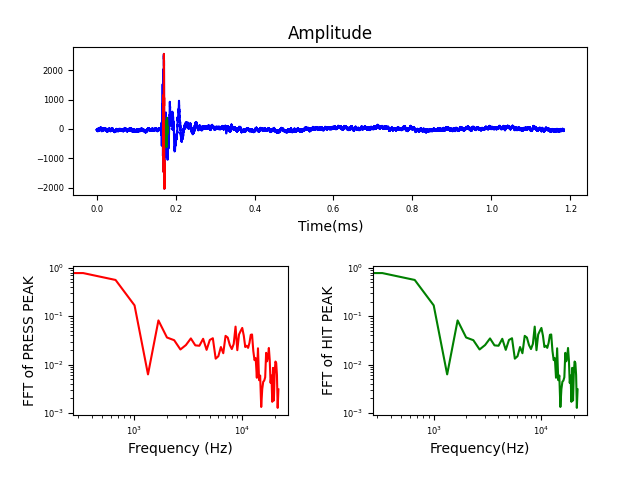 Amplitude
2000
1000
0
−1000
−2000
0.0 0.2 0.4 0.6 0.8 1.0 1.2
Time(ms)
FFT of PRESS PEAK
10⁰
10⁻¹
10⁻²
10⁻³
10³ 10⁴
Frequency (Hz)
FFT of HIT PEAK
10⁰
10⁻¹
10⁻²
10⁻³
10³ 10⁴
Frequency(Hz)